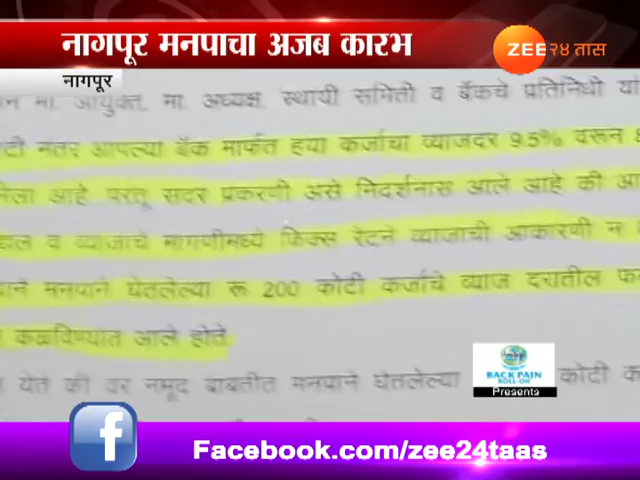 नागपूर मनपाचा अजब कारभ
ZEE २४ तास
नागपूर
मा. आयुक्त, मा. अध्यक्ष, स्थायी समिती व बँकचे प्रतिनिधी
नंतर आपल्या बँक मार्फत हया कर्जाचा व्याजदर 9.5% वरून
आहे परंतू सदर प्रकरणी असे निदर्शनास आले आहे की
व व्याजाचे मागणीमध्ये फिक्स रेटने व्याजाची आकारणी न
मनपाने घेतलेल्या रू 200 कोटी कर्जाचे व्याज दरातील
कळविण्यात आले होते.
येते की वर नमूद बाबतीत मनपाने घेतलेल्या कोटी
BACK PAIN
ROLL-ON
Presents
Facebook.com/zee24taas